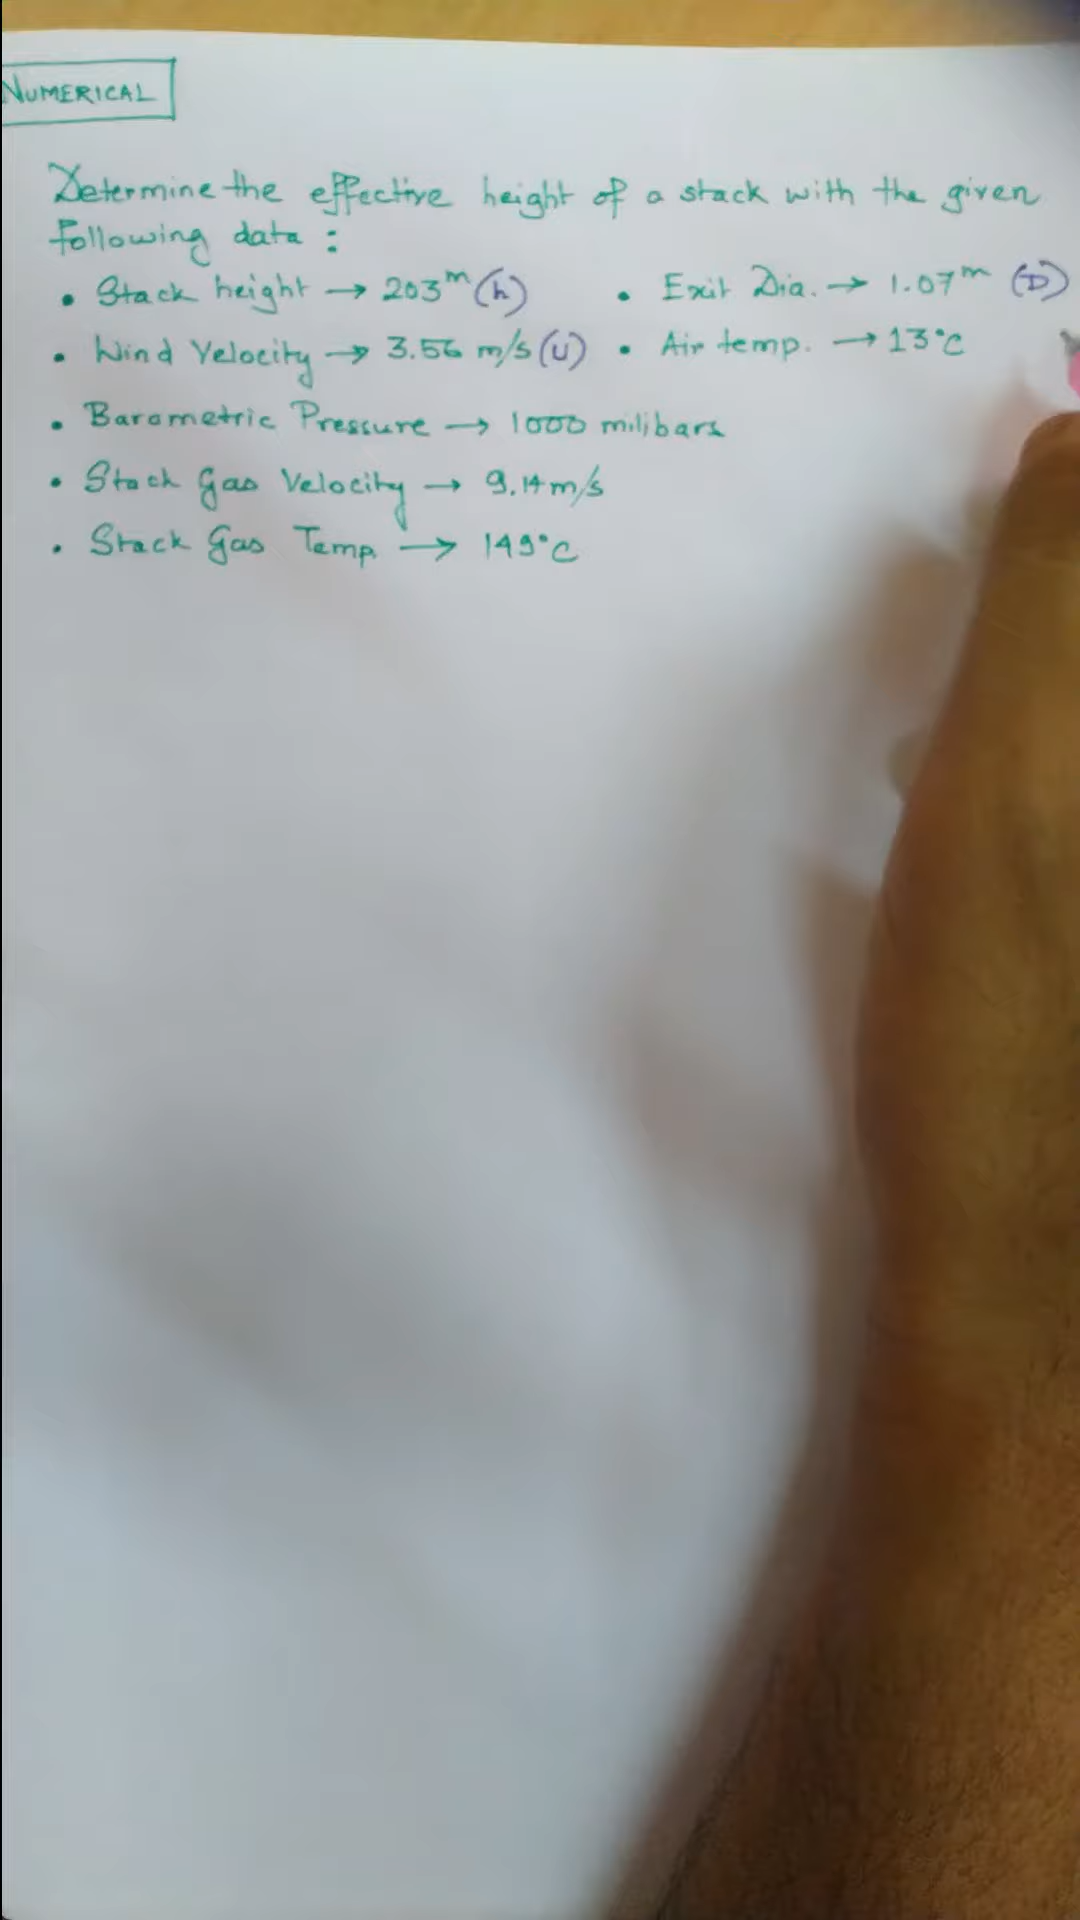 NUMERICAL
Determine the effective height of a stack with the given
following data :
• Stack height → 203m (h) • Exit Dia. → 1.07m (D)
• Wind Velocity → 3.56 m/s (U) • Air temp. → 13°C
• Barometric Pressure → 1000 milibars
• Stack Gas Velocity → 9.14 m/s
• Stack Gas Temp. → 149°C